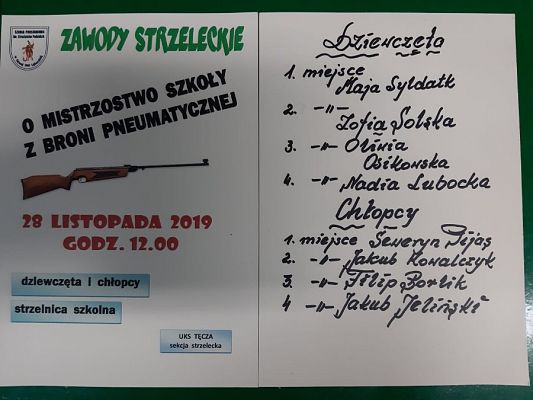 ZAWODY STRZELECKIE
O MISTRZOSTWO SZKOŁY
Z BRONI PNEUMATYCZNEJ
28 LISTOPADA 2019
GODZ. 12.00
dziewczęta i chłopcy
strzelnica szkolna
UKS TĘCZA
sekcja strzelecka
Dziewczęta
1. miejsce
Maja Syldatk
2. -"-
Zofia Solska
3. -"- Oliwia
Osikowska
4. -"- Nadia Lubocka
Chłopcy
1. miejsce Seweryn Pijas
2. -"- Jakub Kowalczyk
3. -"- Filip Borlik
4 -"- Jakub Jeliński